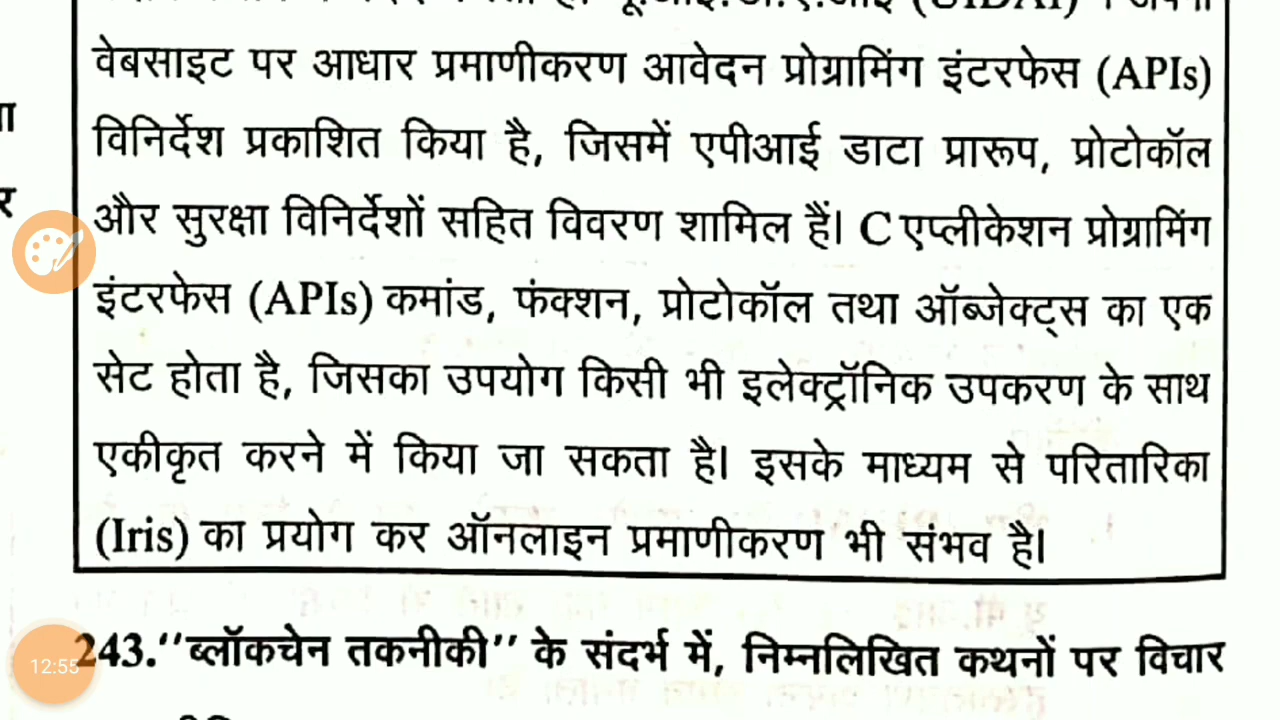 वेबसाइट पर आधार प्रमाणीकरण आवेदन प्रोग्रामिंग इंटरफेस (APIs)
विनिर्देश प्रकाशित किया है, जिसमें एपीआई डाटा प्रारूप, प्रोटोकॉल
और सुरक्षा विनिर्देशों सहित विवरण शामिल हैं। C एप्लीकेशन प्रोग्रामिंग
इंटरफेस (APIs) कमांड, फंक्शन, प्रोटोकॉल तथा ऑब्जेक्ट्स का एक
सेट होता है, जिसका उपयोग किसी भी इलेक्ट्रॉनिक उपकरण के साथ
एकीकृत करने में किया जा सकता है। इसके माध्यम से परितारिका
(Iris) का प्रयोग कर ऑनलाइन प्रमाणीकरण भी संभव है।
243. "ब्लॉकचेन तकनीकी" के संदर्भ में, निम्नलिखित कथनों पर विचार
12:55